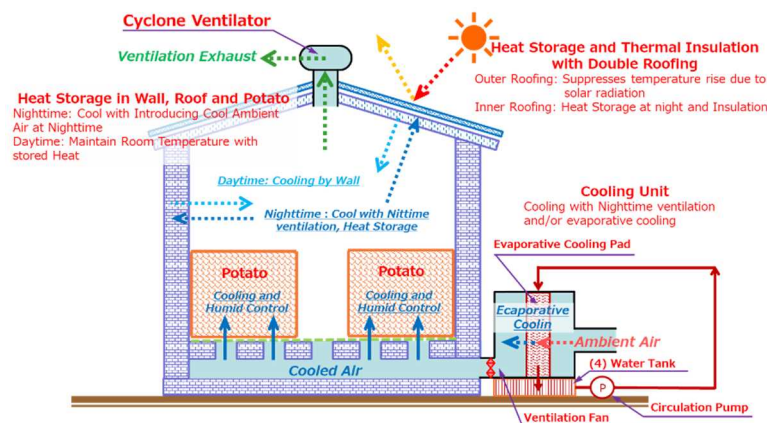 Cyclone Ventilator
Ventilation Exhaust
Heat Storage and Thermal Insulation
with Double Roofing
Outer Roofing: Suppresses temperature rise due to
solar radiation
Inner Roofing: Heat Storage at night and Insulation
Heat Storage in Wall, Roof and Potato
Nighttime: Cool with Introducing Cool Ambient
Air at Nighttime
Daytime: Maintain Room Temperature with
stored Heat
Daytime: Cooling by Wall
Nighttime : Cool with Nittime
ventilation, Heat Storage
Cooling Unit
Cooling with Nighttime ventilation
and/or evaporative cooling
Evaporative Cooling Pad
Potato
Cooling and
Humid Control
Potato
Cooling and
Humid Control
Ecaporative
Coolin
Ambient Air
Cooled Air
(4) Water Tank
P
Circulation Pump
Ventilation Fan